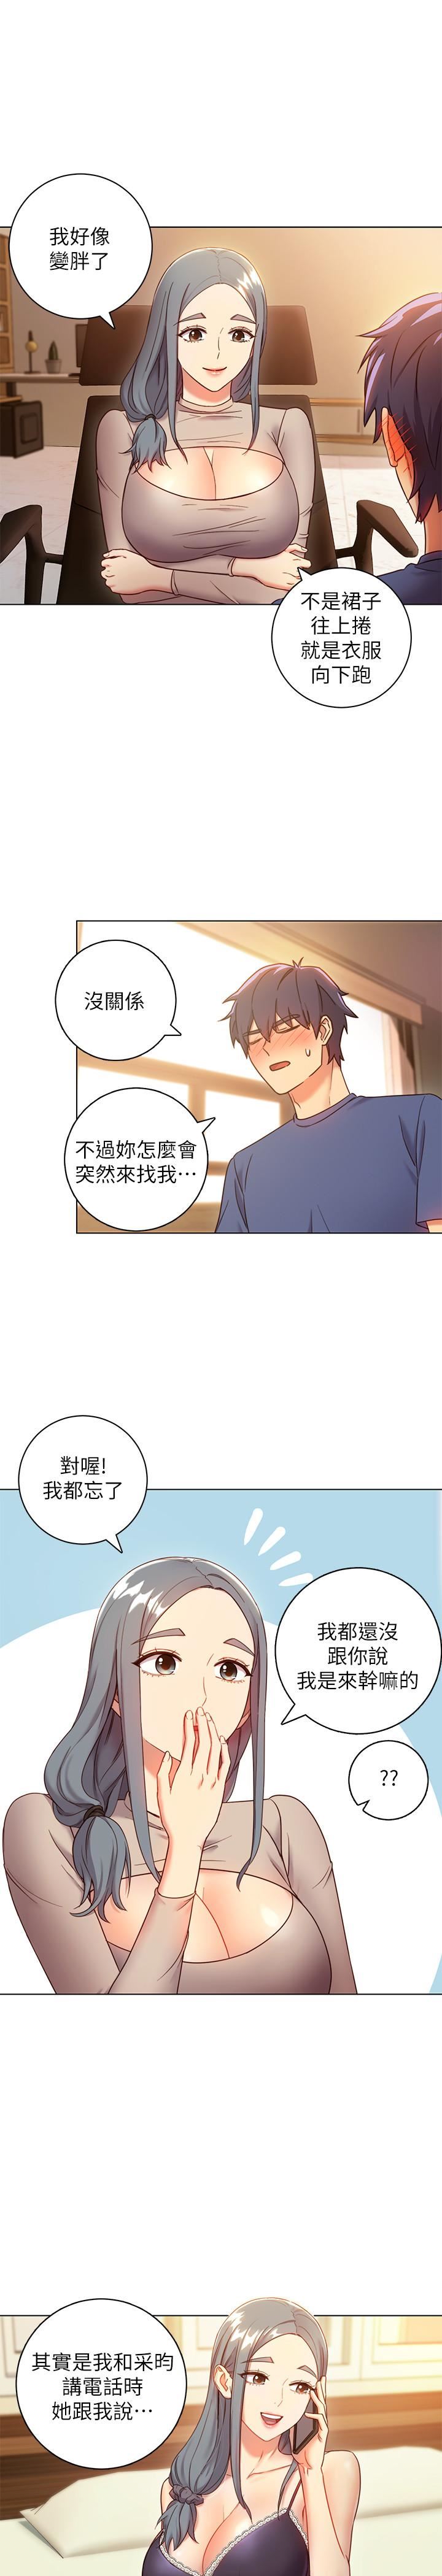 我好像
變胖了
不是裙子
往上捲
就是衣服
向下跑
沒關係
不過妳怎麼會
突然來找我⋯
對喔!
我都忘了
我都還沒
跟你說
我是來幹嘛的
??
其實是我和采昀
講電話時
她跟我說⋯